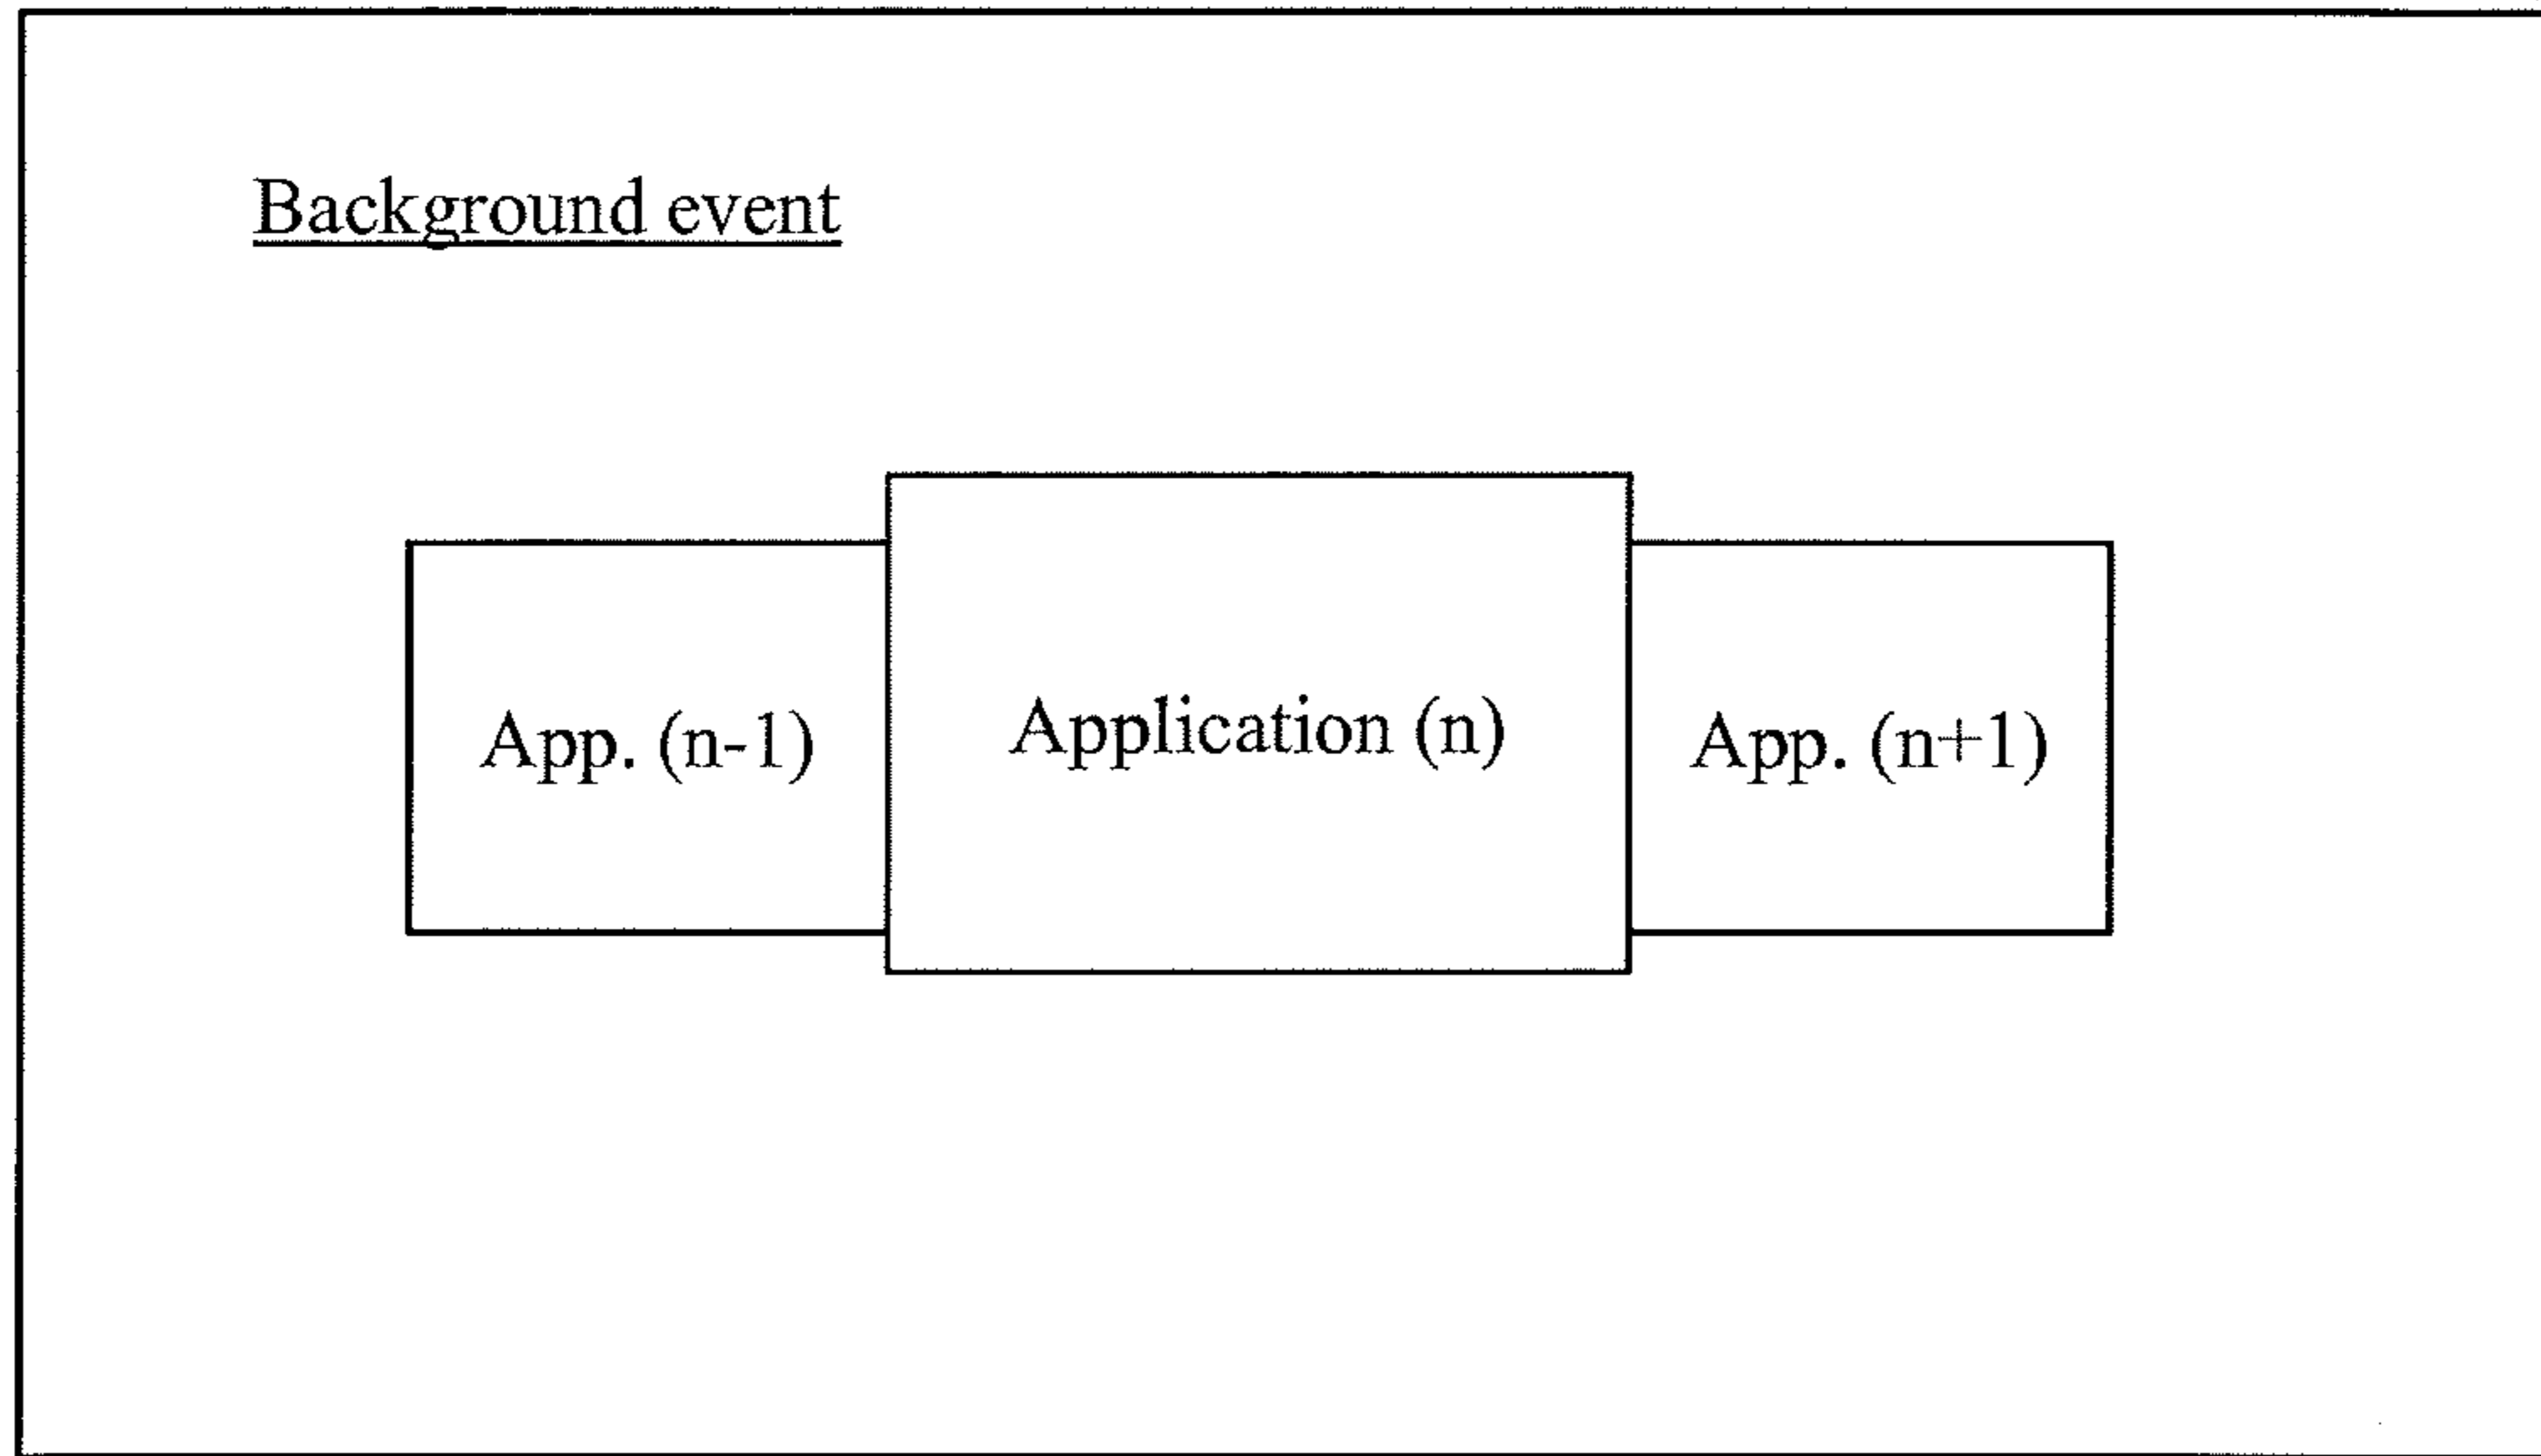 Background event
App. (n-1)
Application (n)
App. (n+1)